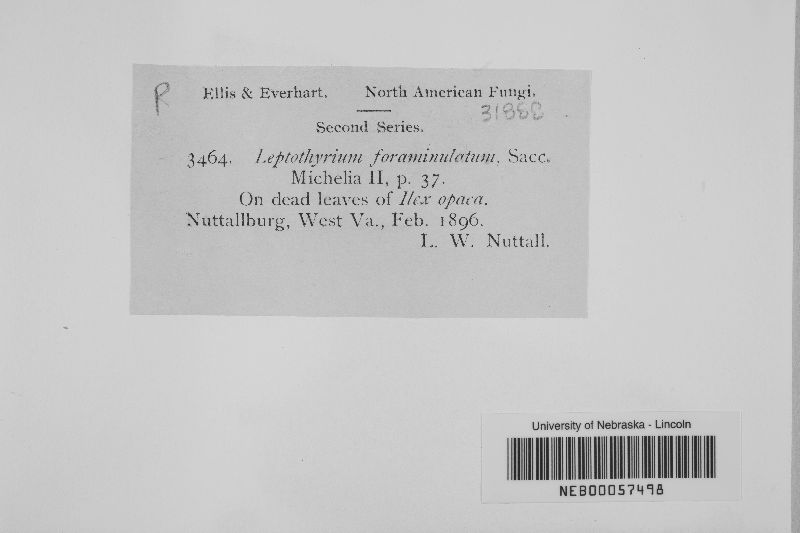 R Ellis & Everhart. North American Fungi.
Second Series.
3464. Leptothyrium foraminulatum, Sacc.
Michelia II, p. 37.
On dead leaves of Ilex opaca.
Nuttallburg, West Va., Feb. 1896.
L. W. Nuttall.
University of Nebraska - Lincoln
NEB00057498